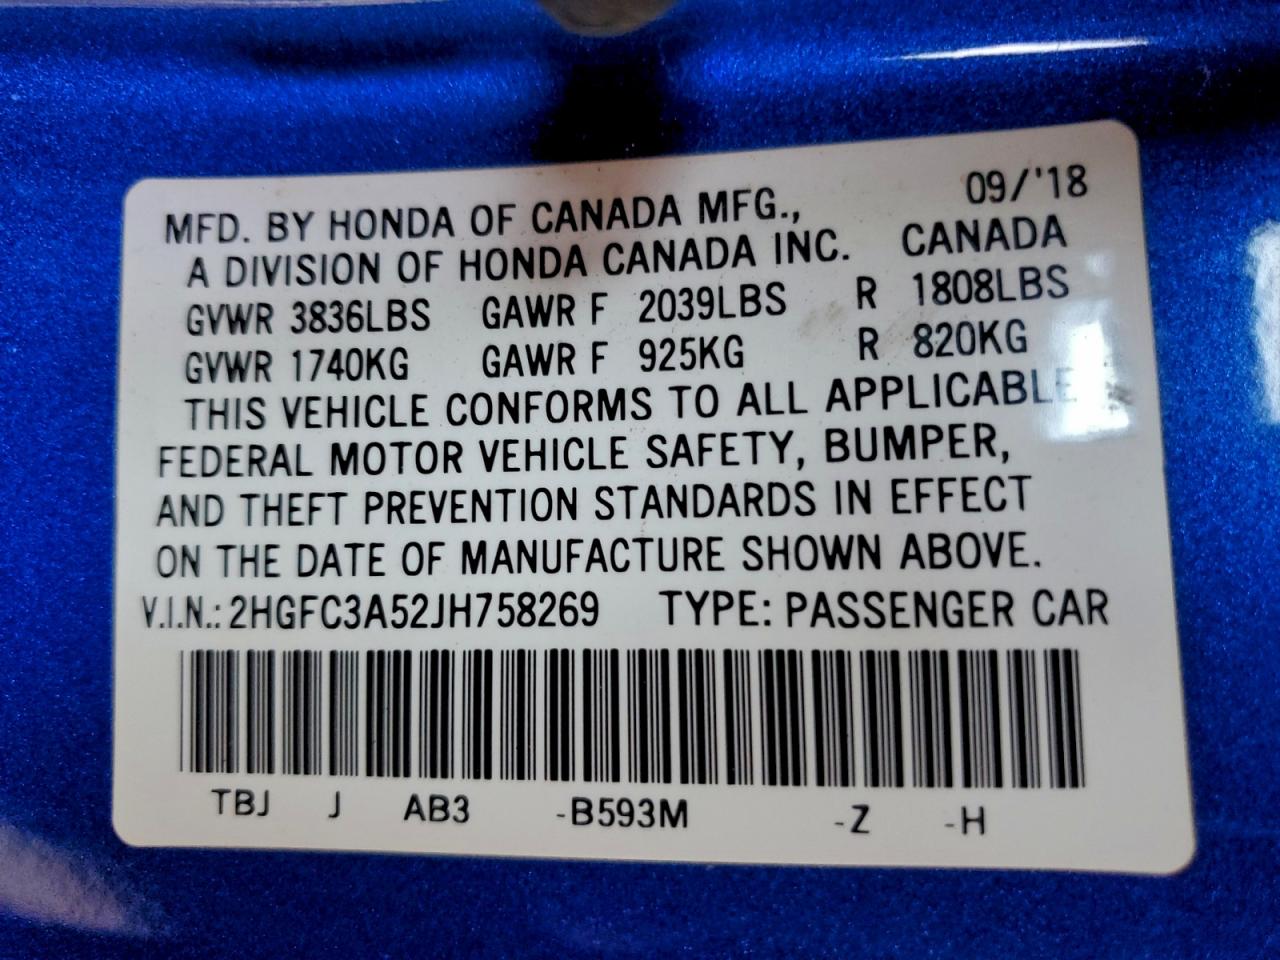 09/'18
MFD. BY HONDA OF CANADA MFG.,
A DIVISION OF HONDA CANADA INC. CANADA
GVWR 3836LBS GAWR F 2039LBS R 1808LBS
GVWR 1740KG GAWR F 925KG R 820KG
THIS VEHICLE CONFORMS TO ALL APPLICABLE
FEDERAL MOTOR VEHICLE SAFETY, BUMPER,
AND THEFT PREVENTION STANDARDS IN EFFECT
ON THE DATE OF MANUFACTURE SHOWN ABOVE.
V.I.N.: 2HGFC3A52JH758269 TYPE: PASSENGER CAR
TBJ J AB3 -B593M -Z -H